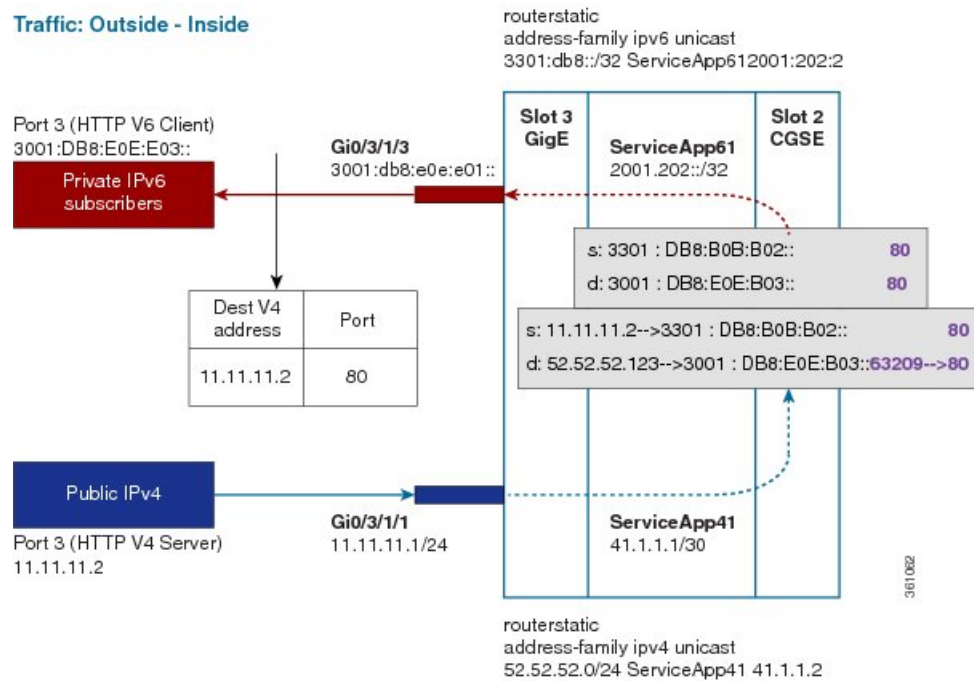 Traffic: Outside - Inside
routerstatic
address-family ipv6 unicast
3301:db8::/32 ServiceApp612001:202:2
Port 3 (HTTP V6 Client)
3001:DB8:E0E:E03::
Private IPv6
subscribers
Gi0/3/1/3
3001:db8:e0e:e01::
Slot 3
GigE
ServiceApp61
2001.202::/32
Slot 2
CGSE
s: 3301 : DB8:B0B:B02:: 80
d: 3001 : DB8:E0E:B03:: 80
Dest V4
address
Port
11.11.11.2
80
s: 11.11.11.2-->3301 : DB8:B0B:B02:: 80
d: 52.52.52.123-->3001 : DB8:E0E:B03::63209-->80
Public IPv4
Port 3 (HTTP V4 Server)
11.11.11.2
Gi0/3/1/1
11.11.11.1/24
ServiceApp41
41.1.1.1/30
361062
routerstatic
address-family ipv4 unicast
52.52.52.0/24 ServiceApp41 41.1.1.2